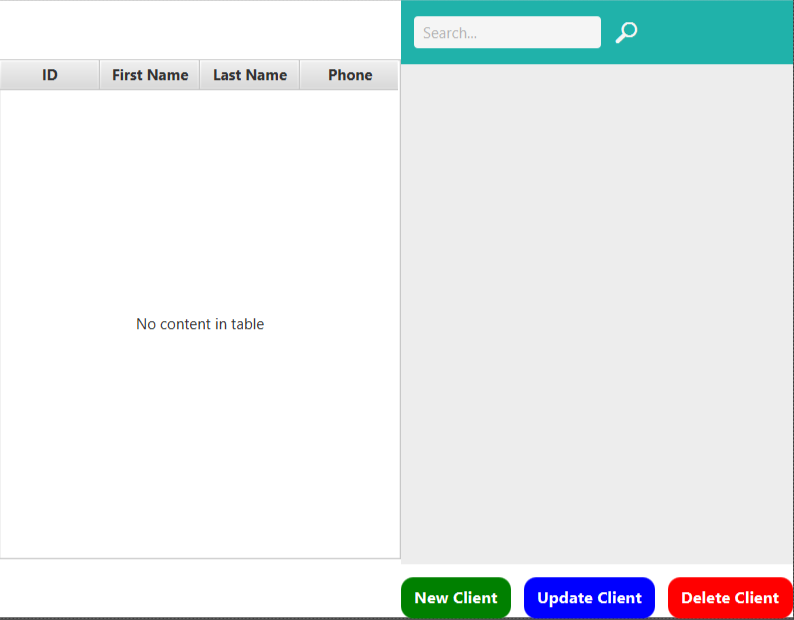 Search...
ID First Name Last Name Phone
No content in table
New Client Update Client Delete Client